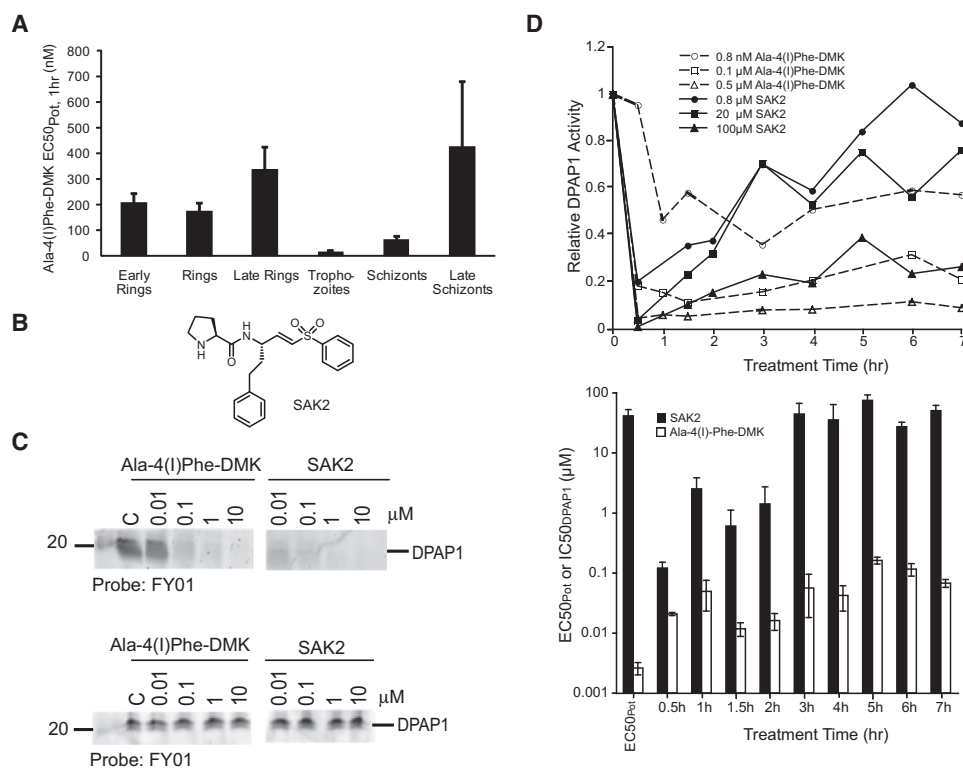 A
Ala-4(I)Phe-DMK EC50Pot, 1hr (nM)
800
700
600
500
400
300
200
100
0
Early Rings
Rings
Late Rings
Tropho-zoites
Schizonts
Late Schizonts
B
N
H
O
H
N
O
O
S
SAK2
C
Ala-4(I)Phe-DMK
SAK2
C
0.01
0.1
1
10
0.01
0.1
1
10
μM
20
DPAP1
Probe: FY01
Ala-4(I)Phe-DMK
SAK2
C
0.01
0.1
1
10
0.01
0.1
1
10
μM
20
DPAP1
Probe: FY01
D
Relative DPAP1 Activity
1.4
1.2
1
0.8
0.6
0.4
0.2
0
0.8 nM Ala-4(I)Phe-DMK
0.1 μM Ala-4(I)Phe-DMK
0.5 μM Ala-4(I)Phe-DMK
0.8 μM SAK2
20 μM SAK2
100μM SAK2
0
1
2
3
4
5
6
7
Treatment Time (hr)
EC50Pot or IC50DPAP1 (μM)
100
10
1
0.1
0.01
0.001
SAK2
Ala-4(I)-Phe-DMK
EC50Pot
0.5h
1h
1.5h
2h
3h
4h
5h
6h
7h
Treatment Time (hr)